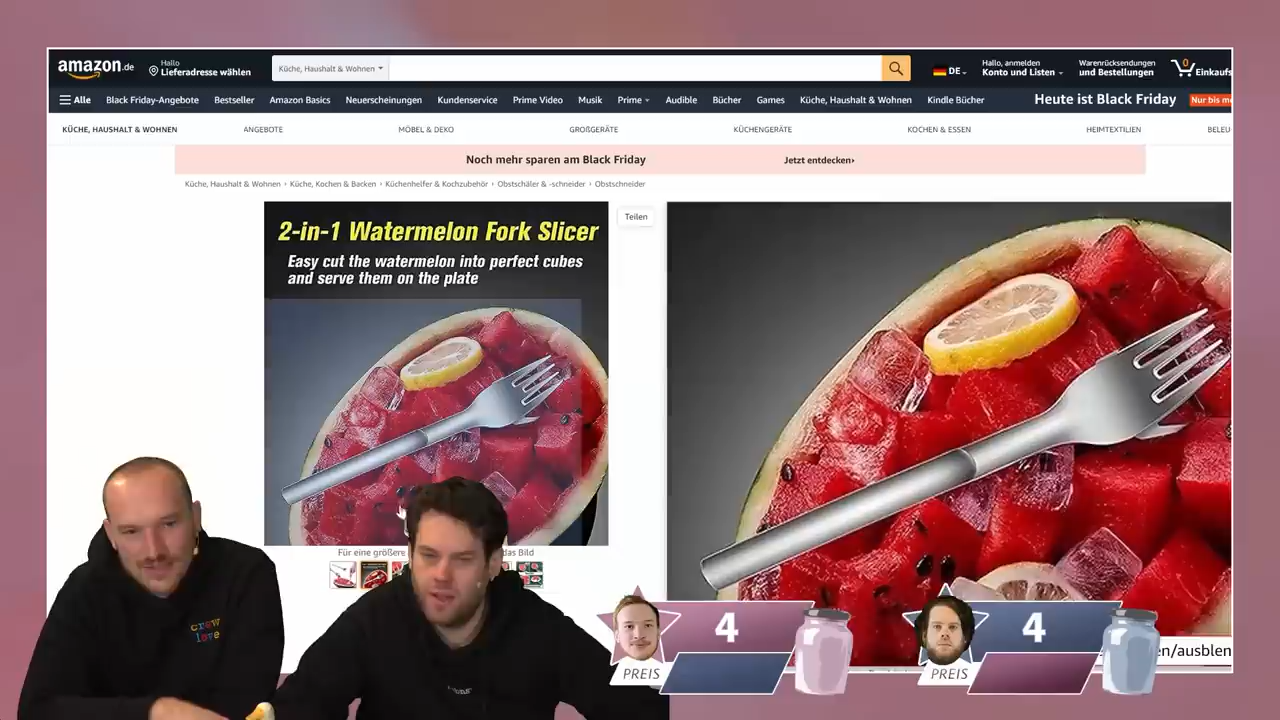 amazon.de
Hallo
Lieferadresse wählen
Küche, Haushalt & Wohnen
DE
Hallo, anmelden
Konto und Listen
Warenrücksendungen
und Bestellungen
0
Einkaufs
Alle
Black Friday-Angebote
Bestseller
Amazon Basics
Neuerscheinungen
Kundenservice
Prime Video
Musik
Prime
Audible
Bücher
Games
Küche, Haushalt & Wohnen
Kindle Bücher
Heute ist Black Friday
Nur bis
KÜCHE, HAUSHALT & WOHNEN
ANGEBOTE
MÖBEL & DEKO
GROẞGERÄTE
KÜCHENGERÄTE
KOCHEN & ESSEN
HEIMTEXTILIEN
BELEU
Noch mehr sparen am Black Friday
Jetzt entdecken›
Küche, Haushalt & Wohnen › Küche, Kochen & Backen › Küchenhelfer & Kochzubehör › Obstschäler & -schneider › Obstschneider
Teilen
2-in-1 Watermelon Fork Slicer
Easy cut the watermelon into perfect cubes
and serve them on the plate
Für eine größere
das Bild
crew
love
4
PREIS
4
PREIS
en/ausblen